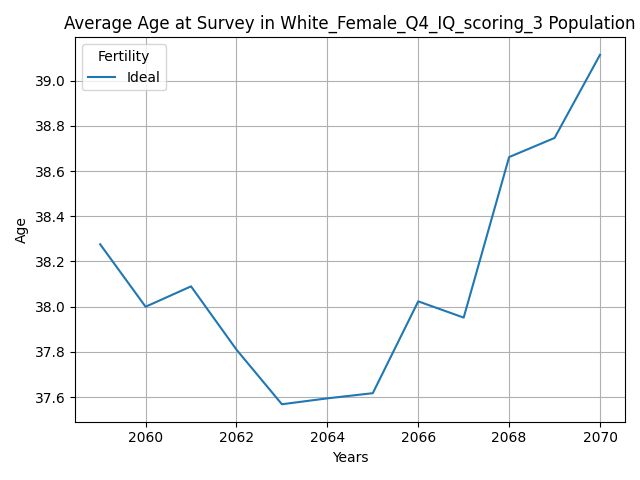 Average Age at Survey in White_Female_Q4_IQ_scoring_3 Population
Fertility
Ideal
39.0
38.8
38.6
38.4
38.2
38.0
37.8
37.6
Age
2060 2062 2064 2066 2068 2070
Years